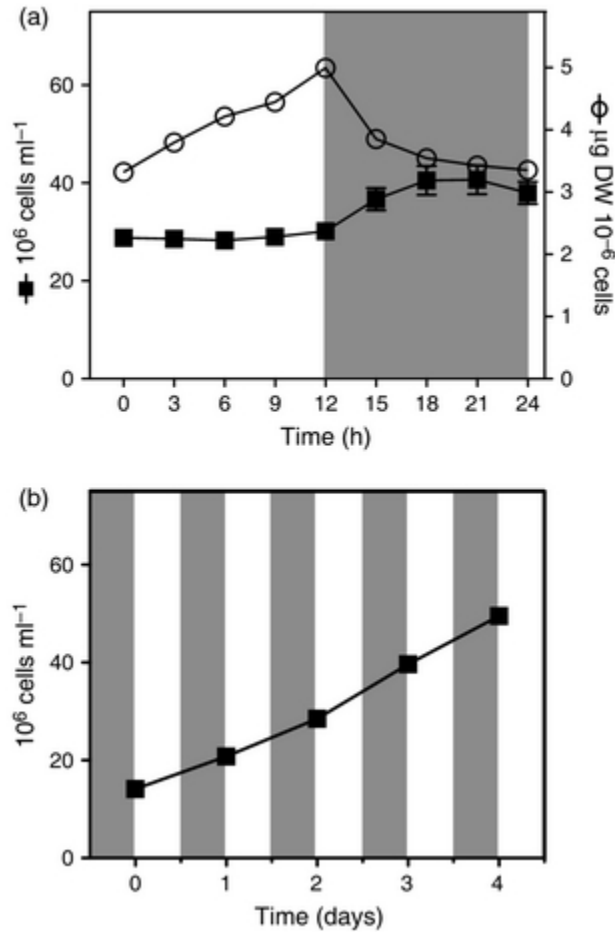 (a)
60
40
20
0
■ 10⁶ cells ml⁻¹
5
4
3
2
1
0
○ µg DW 10⁻⁶ cells
0 3 6 9 12 15 18 21 24
Time (h)
(b)
60
40
20
0
10⁶ cells ml⁻¹
0 1 2 3 4
Time (days)